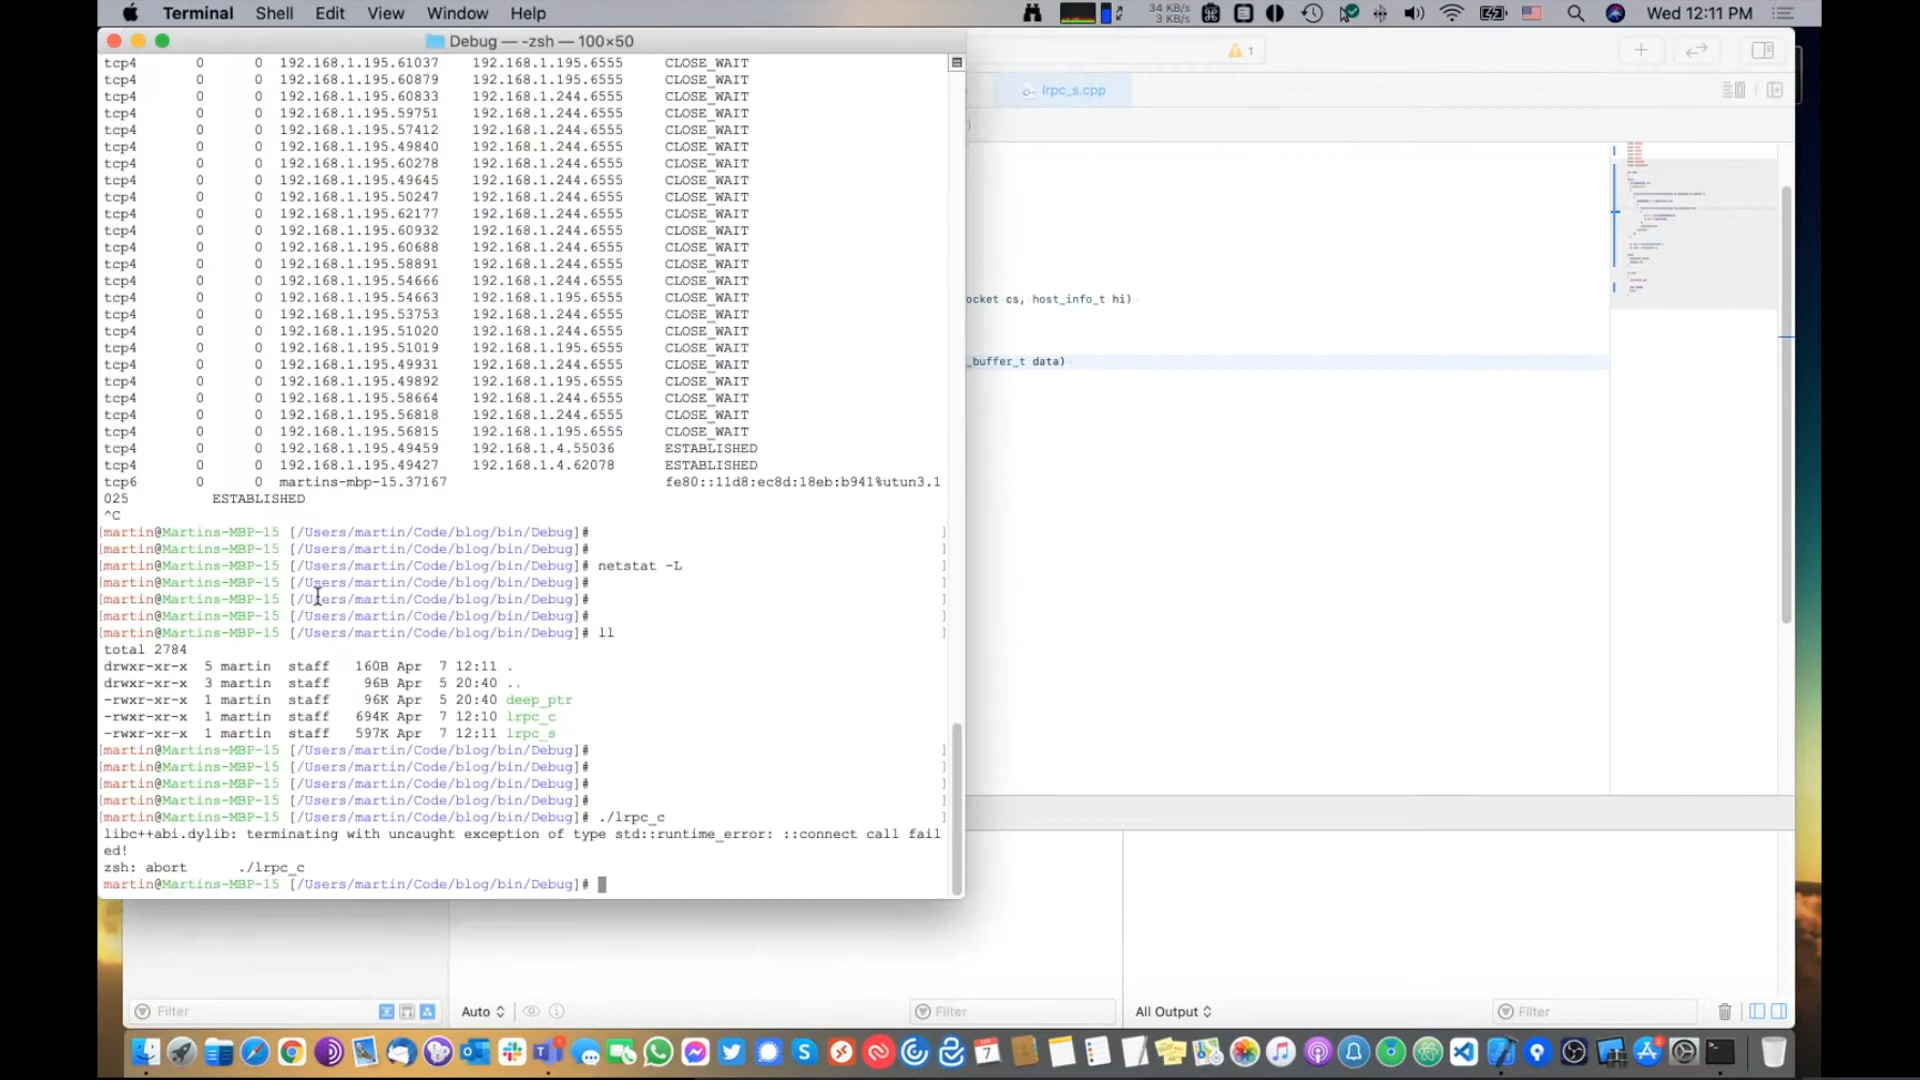 Terminal Shell Edit View Window Help 34 KB/s 3 KB/s Wed 12:11 PM
Debug — -zsh — 100×50
1
lrpc_s.cpp
tcp4 0 0 192.168.1.195.61037 192.168.1.195.6555 CLOSE_WAIT
tcp4 0 0 192.168.1.195.60879 192.168.1.195.6555 CLOSE_WAIT
tcp4 0 0 192.168.1.195.60833 192.168.1.244.6555 CLOSE_WAIT
tcp4 0 0 192.168.1.195.59751 192.168.1.244.6555 CLOSE_WAIT
tcp4 0 0 192.168.1.195.57412 192.168.1.244.6555 CLOSE_WAIT
tcp4 0 0 192.168.1.195.49840 192.168.1.244.6555 CLOSE_WAIT
tcp4 0 0 192.168.1.195.60278 192.168.1.244.6555 CLOSE_WAIT
tcp4 0 0 192.168.1.195.49645 192.168.1.244.6555 CLOSE_WAIT
tcp4 0 0 192.168.1.195.50247 192.168.1.244.6555 CLOSE_WAIT
tcp4 0 0 192.168.1.195.62177 192.168.1.244.6555 CLOSE_WAIT
tcp4 0 0 192.168.1.195.60932 192.168.1.244.6555 CLOSE_WAIT
tcp4 0 0 192.168.1.195.60688 192.168.1.244.6555 CLOSE_WAIT
tcp4 0 0 192.168.1.195.58891 192.168.1.244.6555 CLOSE_WAIT
tcp4 0 0 192.168.1.195.54666 192.168.1.244.6555 CLOSE_WAIT
tcp4 0 0 192.168.1.195.54663 192.168.1.195.6555 CLOSE_WAIT
tcp4 0 0 192.168.1.195.53753 192.168.1.244.6555 CLOSE_WAIT
tcp4 0 0 192.168.1.195.51020 192.168.1.244.6555 CLOSE_WAIT
tcp4 0 0 192.168.1.195.51019 192.168.1.195.6555 CLOSE_WAIT
tcp4 0 0 192.168.1.195.49931 192.168.1.244.6555 CLOSE_WAIT
tcp4 0 0 192.168.1.195.49892 192.168.1.195.6555 CLOSE_WAIT
tcp4 0 0 192.168.1.195.58664 192.168.1.244.6555 CLOSE_WAIT
tcp4 0 0 192.168.1.195.56818 192.168.1.244.6555 CLOSE_WAIT
tcp4 0 0 192.168.1.195.56815 192.168.1.195.6555 CLOSE_WAIT
tcp4 0 0 192.168.1.195.49459 192.168.1.4.55036 ESTABLISHED
tcp4 0 0 192.168.1.195.49427 192.168.1.4.62078 ESTABLISHED
tcp6 0 0 martins-mbp-15.37167 fe80::11d8:ec8d:18eb:b941%utun3.1
025 ESTABLISHED
^C
[martin@Martins-MBP-15 [/Users/martin/Code/blog/bin/Debug]# ]
[martin@Martins-MBP-15 [/Users/martin/Code/blog/bin/Debug]# ]
[martin@Martins-MBP-15 [/Users/martin/Code/blog/bin/Debug]# netstat -L ]
[martin@Martins-MBP-15 [/Users/martin/Code/blog/bin/Debug]# ]
[martin@Martins-MBP-15 [/Users/martin/Code/blog/bin/Debug]# ]
[martin@Martins-MBP-15 [/Users/martin/Code/blog/bin/Debug]# ]
[martin@Martins-MBP-15 [/Users/martin/Code/blog/bin/Debug]# ll ]
total 2784
drwxr-xr-x 5 martin staff 160B Apr 7 12:11 .
drwxr-xr-x 3 martin staff 96B Apr 5 20:40 ..
-rwxr-xr-x 1 martin staff 96K Apr 5 20:40 deep_ptr
-rwxr-xr-x 1 martin staff 694K Apr 7 12:10 lrpc_c
-rwxr-xr-x 1 martin staff 597K Apr 7 12:11 lrpc_s
[martin@Martins-MBP-15 [/Users/martin/Code/blog/bin/Debug]# ]
[martin@Martins-MBP-15 [/Users/martin/Code/blog/bin/Debug]# ]
[martin@Martins-MBP-15 [/Users/martin/Code/blog/bin/Debug]# ]
[martin@Martins-MBP-15 [/Users/martin/Code/blog/bin/Debug]# ]
[martin@Martins-MBP-15 [/Users/martin/Code/blog/bin/Debug]# ./lrpc_c ]
libc++abi.dylib: terminating with uncaught exception of type std::runtime_error: ::connect call fail
ed!
zsh: abort ./lrpc_c
martin@Martins-MBP-15 [/Users/martin/Code/blog/bin/Debug]#
)
ocket cs, host_info_t hi)
_buffer_t data)
Filter Auto Filter All Output Filter
7